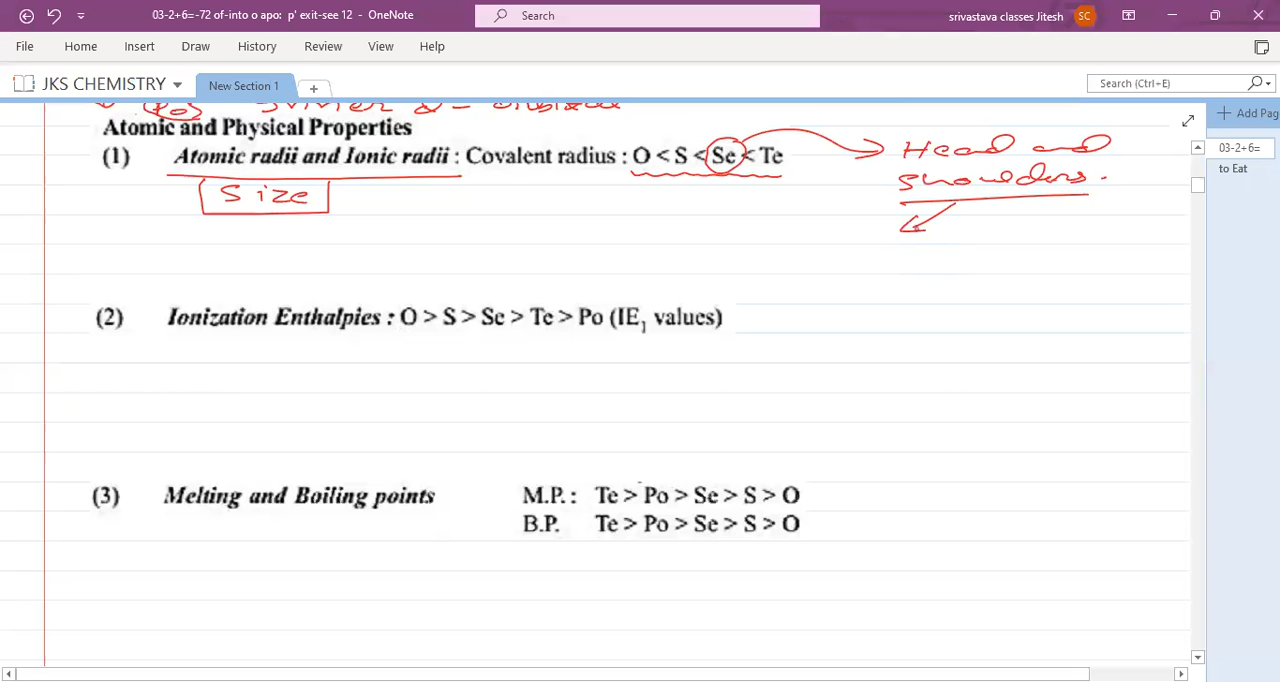 03-2+6=-72 of-into o apo: p' exit-see 12 - OneNote
Search
srivastava classes Jitesh
SC
File Home Insert Draw History Review View Help
JKS CHEMISTRY
New Section 1
+
Search (Ctrl+E)
+ Add Pag
03-2+6=
to Eat
Atomic and Physical Properties
(1) Atomic radii and Ionic radii : Covalent radius : O < S < Se < Te
Head and
shoulders.
Size
(2) Ionization Enthalpies : O > S > Se > Te > Po (IE₁ values)
(3) Melting and Boiling points M.P. : Te > Po > Se > S > O
B.P. Te > Po > Se > S > O